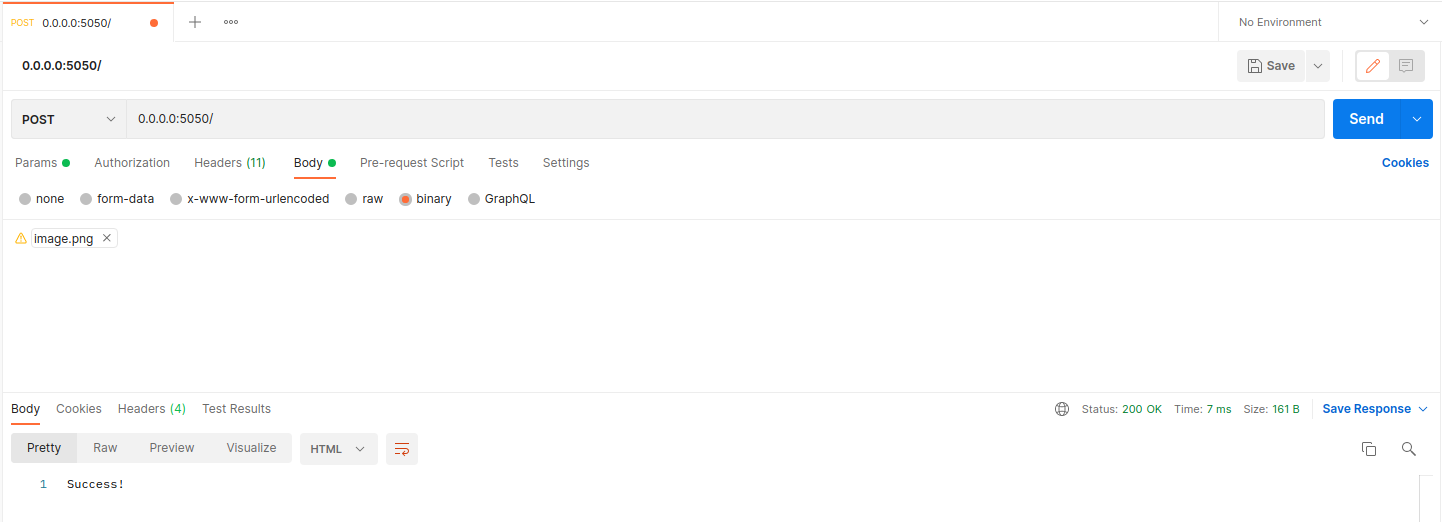 POST 0.0.0.0:5050/ No Environment
0.0.0.0:5050/ Save
POST 0.0.0.0:5050/ Send
Params Authorization Headers (11) Body Pre-request Script Tests Settings Cookies
none form-data x-www-form-urlencoded raw binary GraphQL
image.png
Body Cookies Headers (4) Test Results Status: 200 OK Time: 7 ms Size: 161 B Save Response
Pretty Raw Preview Visualize HTML
1 Success!